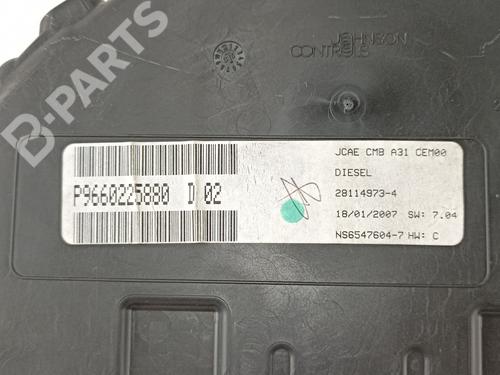 B-PARTS
JOHNSON
CONTROLS
JCAE CMB A31 CEM00
DIESEL
P9660225880 D 02
28114973-4
18/01/2007 SW: 7.04
NS6547604-7 HW: C